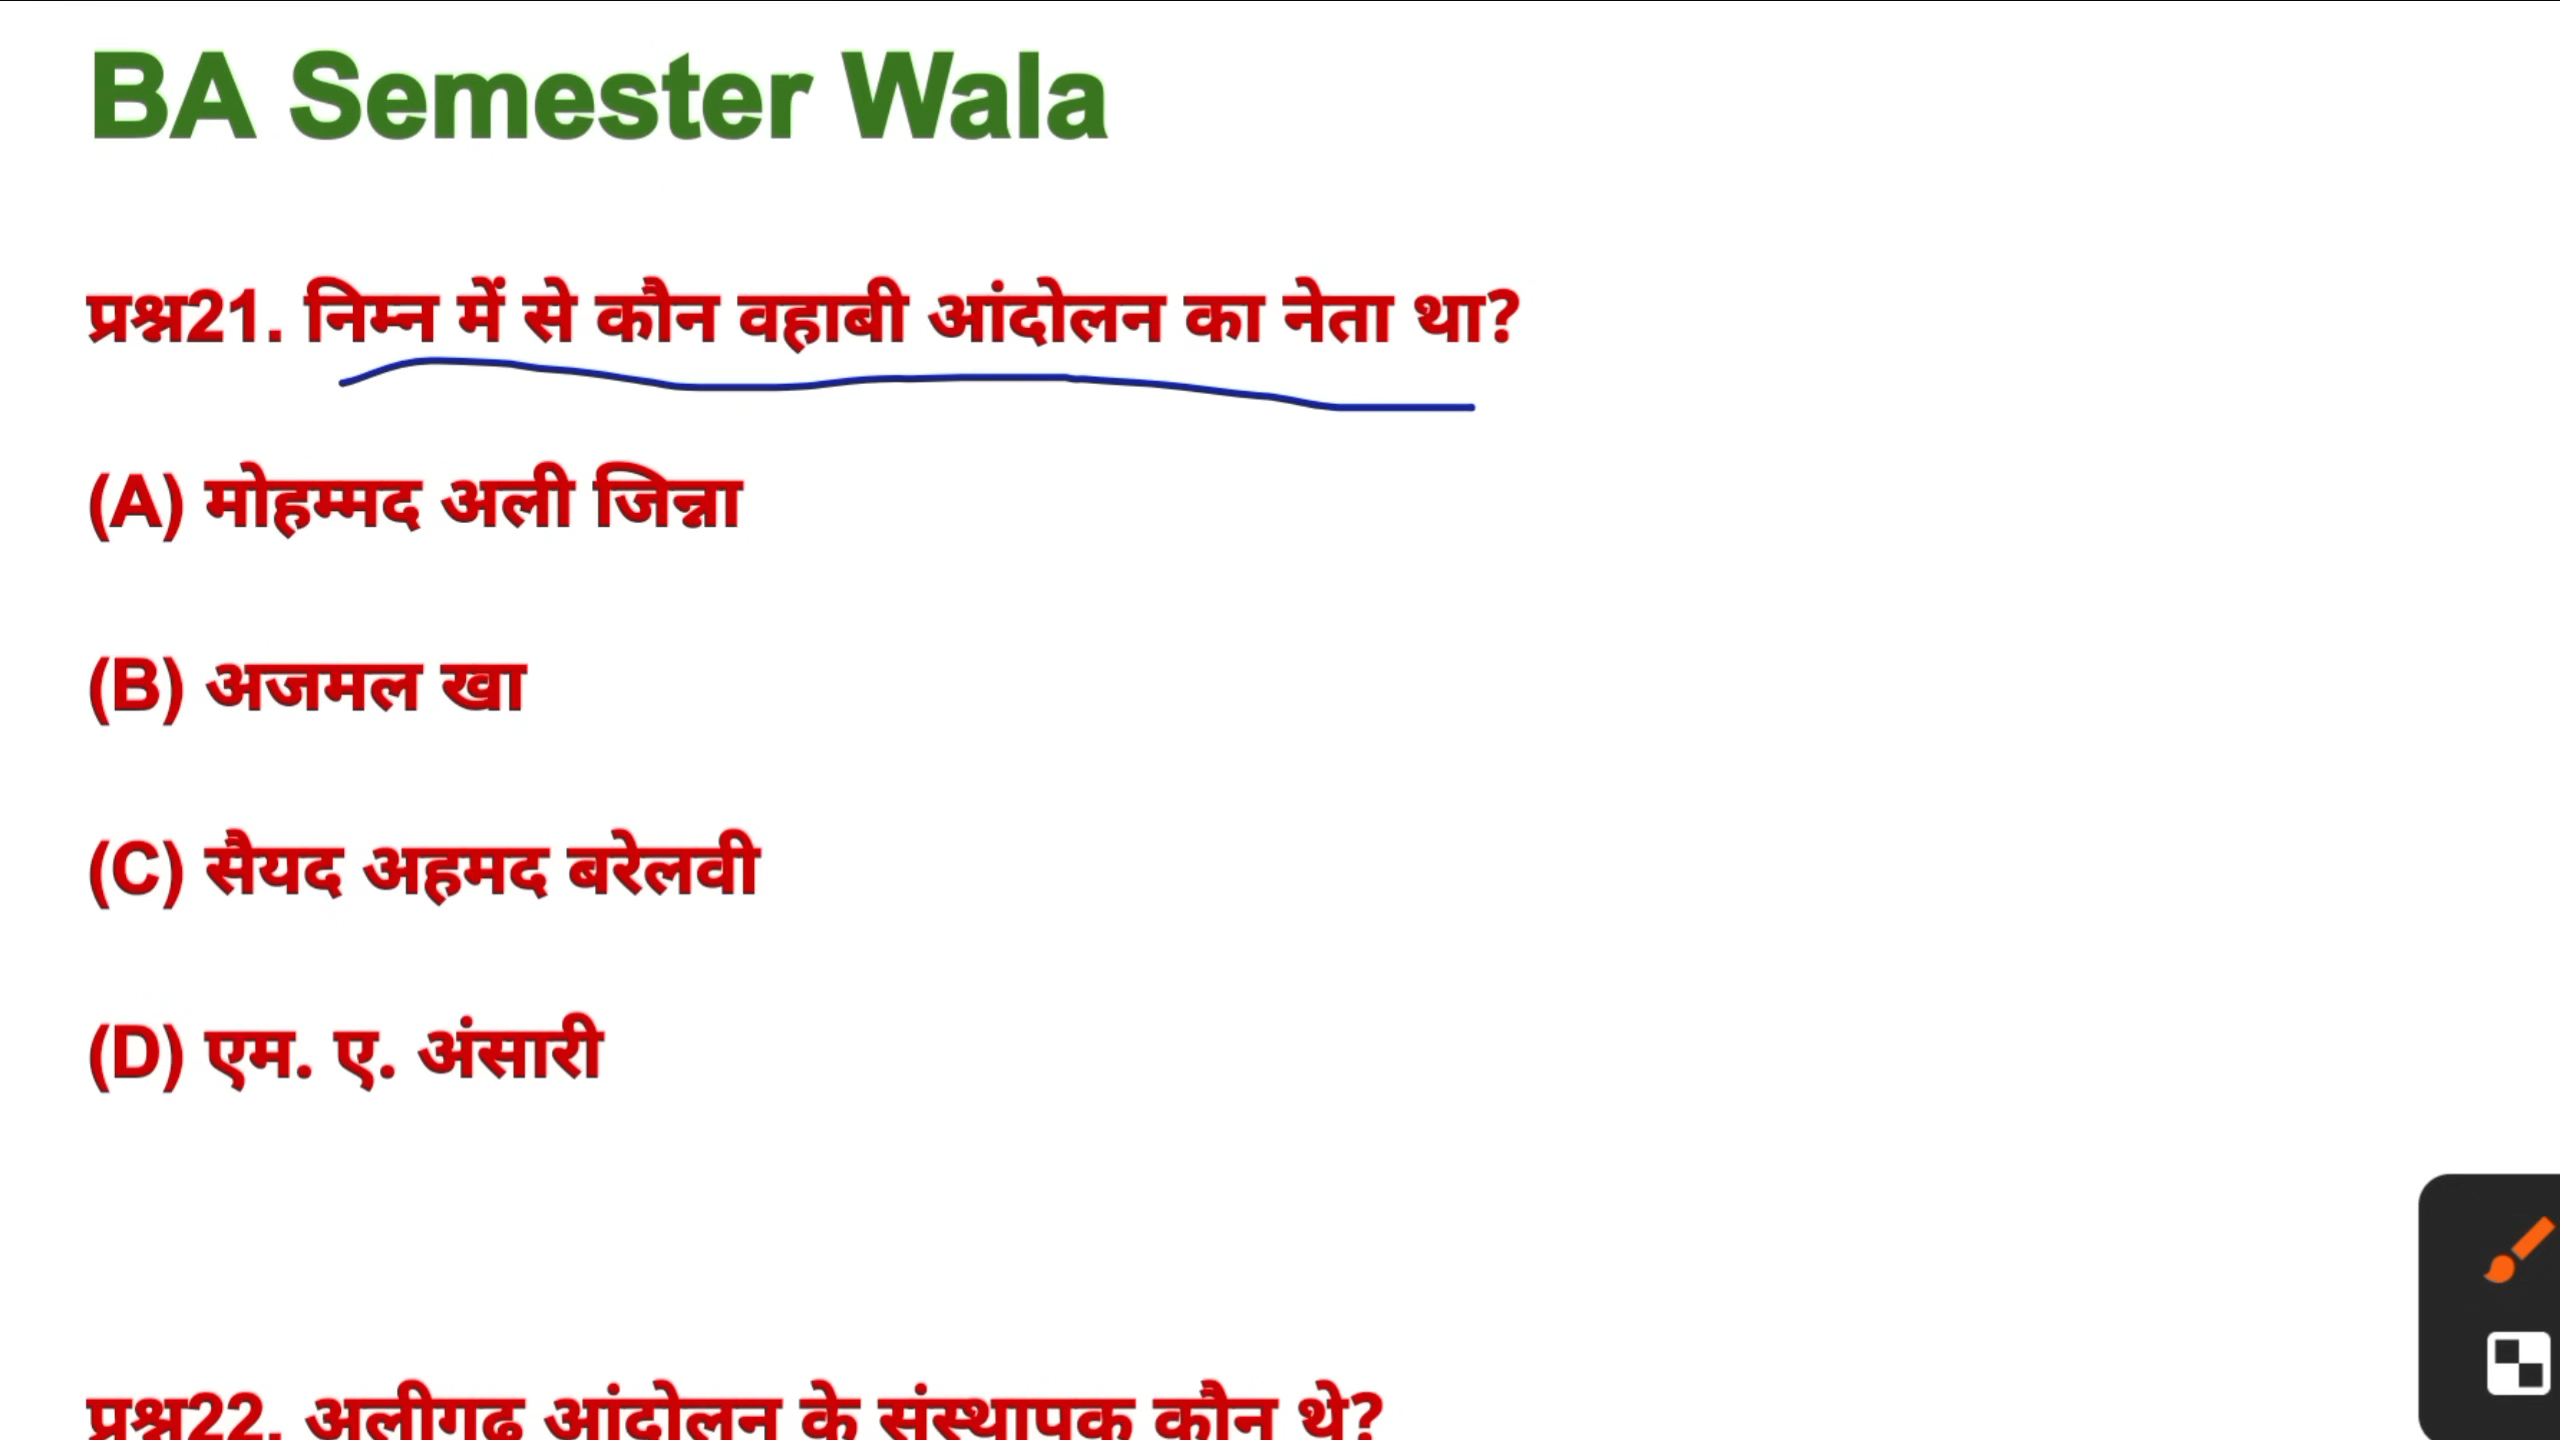 BA Semester Wala
प्रश्न21. निम्न में से कौन वहाबी आंदोलन का नेता था?
(A) मोहम्मद अली जिन्ना
(B) अजमल खा
(C) सैयद अहमद बरेलवी
(D) एम. ए. अंसारी
प्रश्न22. अलीगढ़ आंदोलन के संस्थापक कौन थे?